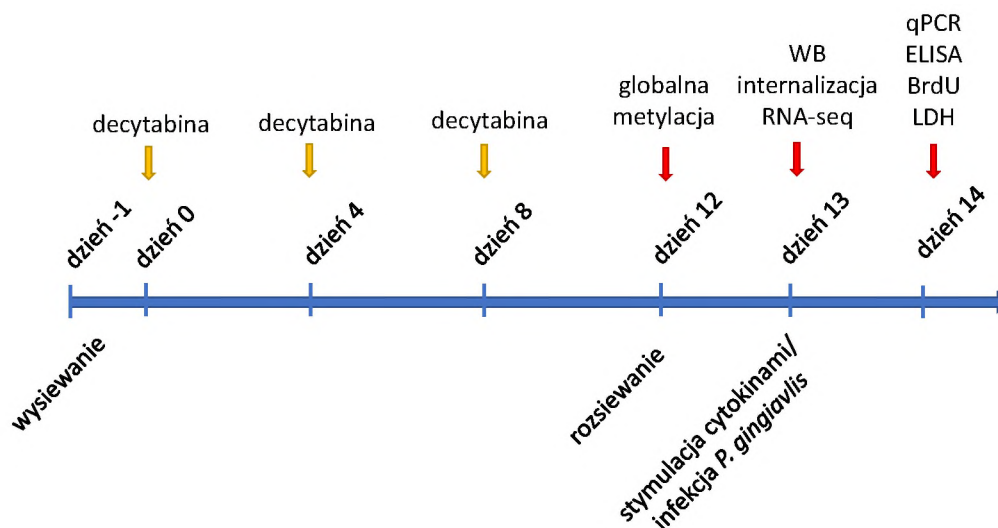 qPCR
ELISA
BrdU
LDH
WB
internalizacja
RNA-seq
globalna
metylacja
decytabina
decytabina
decytabina
dzień -1
dzień 0
dzień 4
dzień 8
dzień 12
dzień 13
dzień 14
wysiewanie
rozsiewanie
stymulacja cytokinami/
infekcja P. gingiavlis